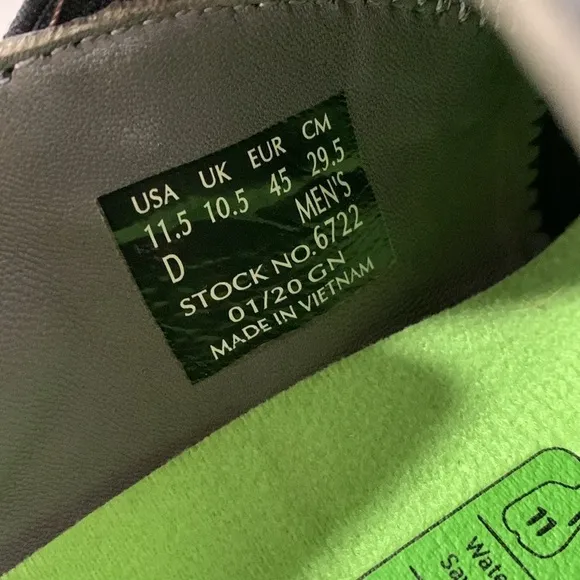 USA UK EUR CM
11.5 10.5 45 29.5
D MEN'S
STOCK NO.6722
01/20 GN
MADE IN VIETNAM
11